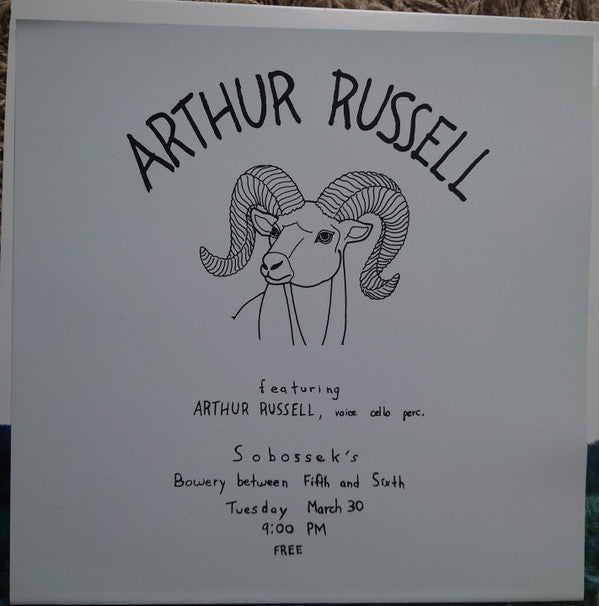 ARTHUR RUSSELL
featuring
ARTHUR RUSSELL, voice cello perc.
Sobossek's
Bowery between Fifth and Sixth
Tuesday March 30
9:00 PM
FREE